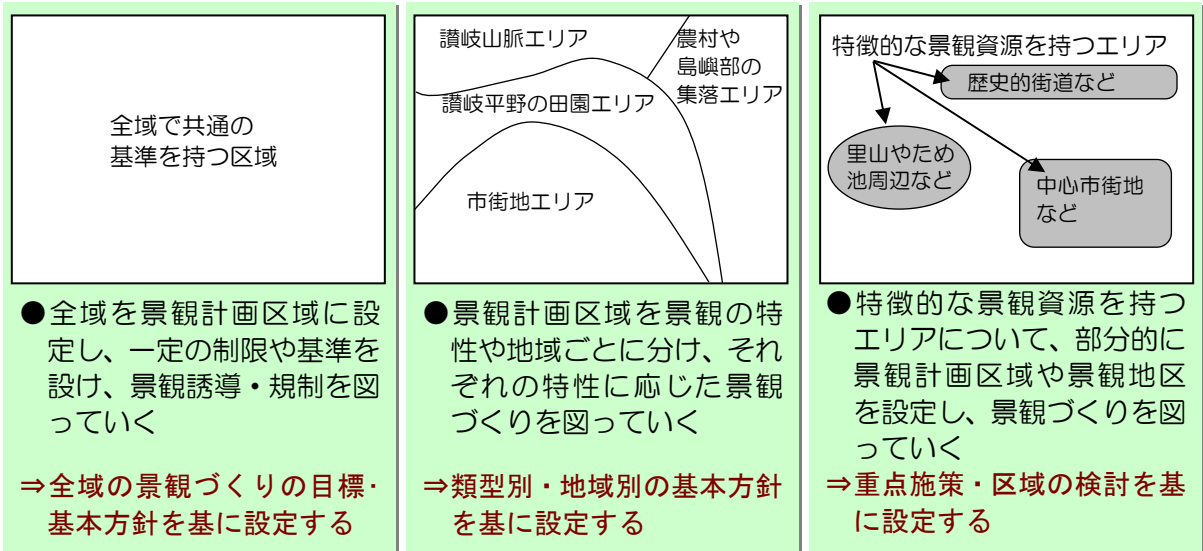 全域で共通の
基準を持つ区域
●全域を景観計画区域に設
定し、一定の制限や基準を
設け、景観誘導・規制を図
っていく
⇒全域の景観づくりの目標・
基本方針を基に設定する
讃岐山脈エリア
農村や
島嶼部の
集落エリア
讃岐平野の田園エリア
市街地エリア
●景観計画区域を景観の特
性や地域ごとに分け、それ
ぞれの特性に応じた景観
づくりを図っていく
⇒類型別・地域別の基本方針
を基に設定する
特徴的な景観資源を持つエリア
歴史的街道など
里山やため
池周辺など
中心市街地
など
●特徴的な景観資源を持つ
エリアについて、部分的に
景観計画区域や景観地区
を設定し、景観づくりを図
っていく
⇒重点施策・区域の検討を基
に設定する